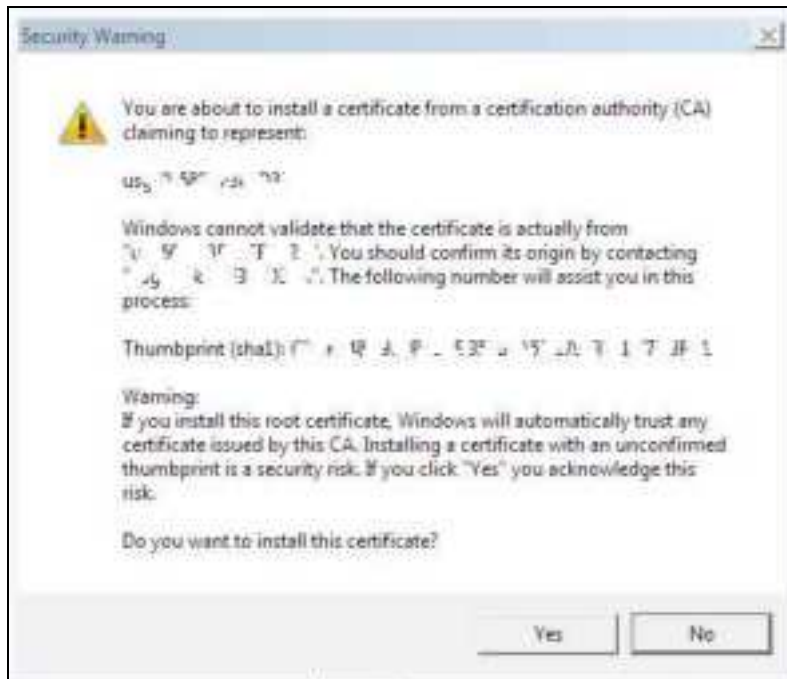 Security Warning
You are about to install a certificate from a certification authority (CA)
claiming to represent:
Windows cannot validate that the certificate is actually from
You should confirm its origin by contacting
The following number will assist you in this
process:
Thumbprint (sha1):
Warning:
If you install this root certificate, Windows will automatically trust any
certificate issued by this CA. Installing a certificate with an unconfirmed
thumbprint is a security risk. If you click "Yes" you acknowledge this
risk.
Do you want to install this certificate?
Yes
No